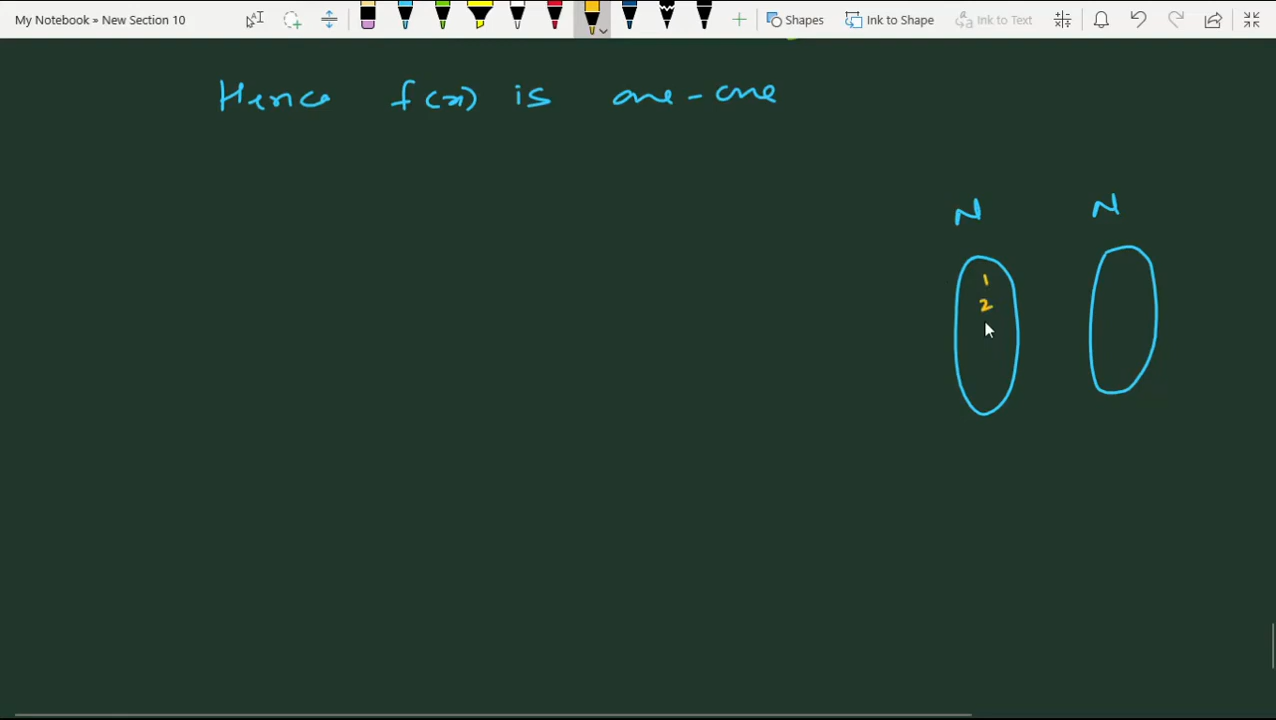 My Notebook » New Section 10
Shapes
Ink to Shape
Ink to Text
Hence f(x) is one-one
N N
1
2